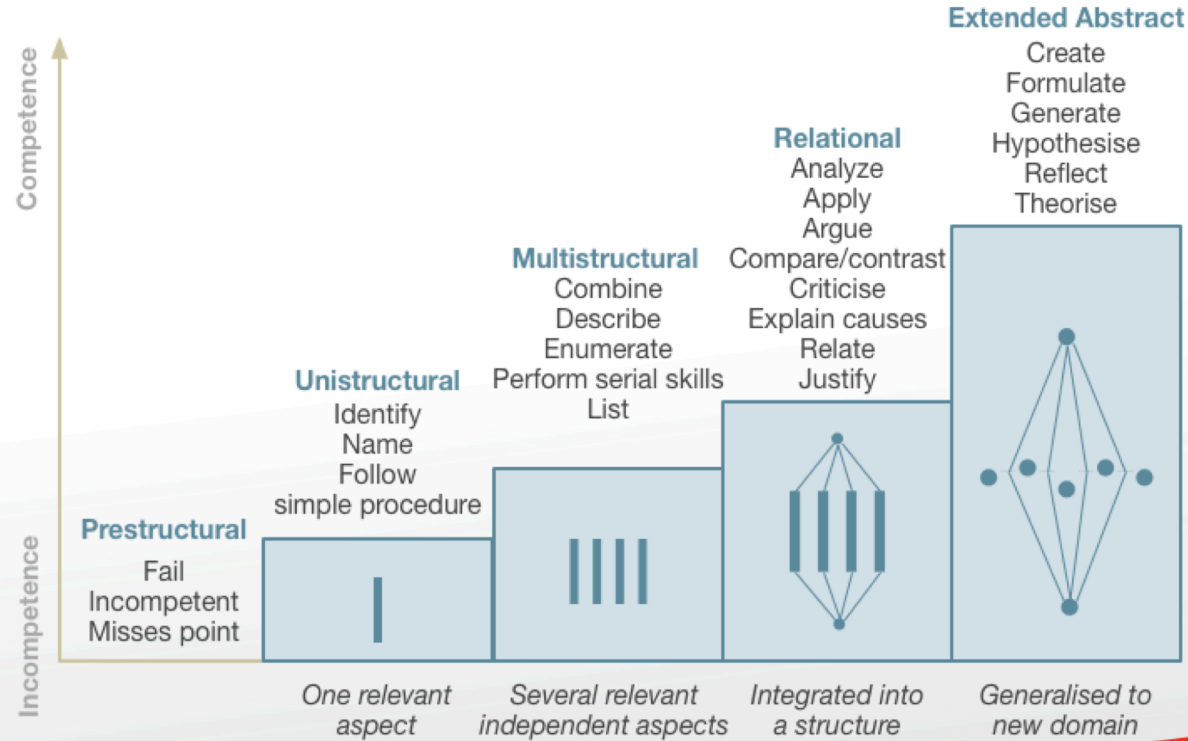 Competence
Incompetence
Prestructural
Fail
Incompetent
Misses point
Unistructural
Identify
Name
Follow
simple procedure
One relevant
aspect
Multistructural
Combine
Describe
Enumerate
Perform serial skills
List
Several relevant
independent aspects
Relational
Analyze
Apply
Argue
Compare/contrast
Criticise
Explain causes
Relate
Justify
Integrated into
a structure
Extended Abstract
Create
Formulate
Generate
Hypothesise
Reflect
Theorise
Generalised to
new domain